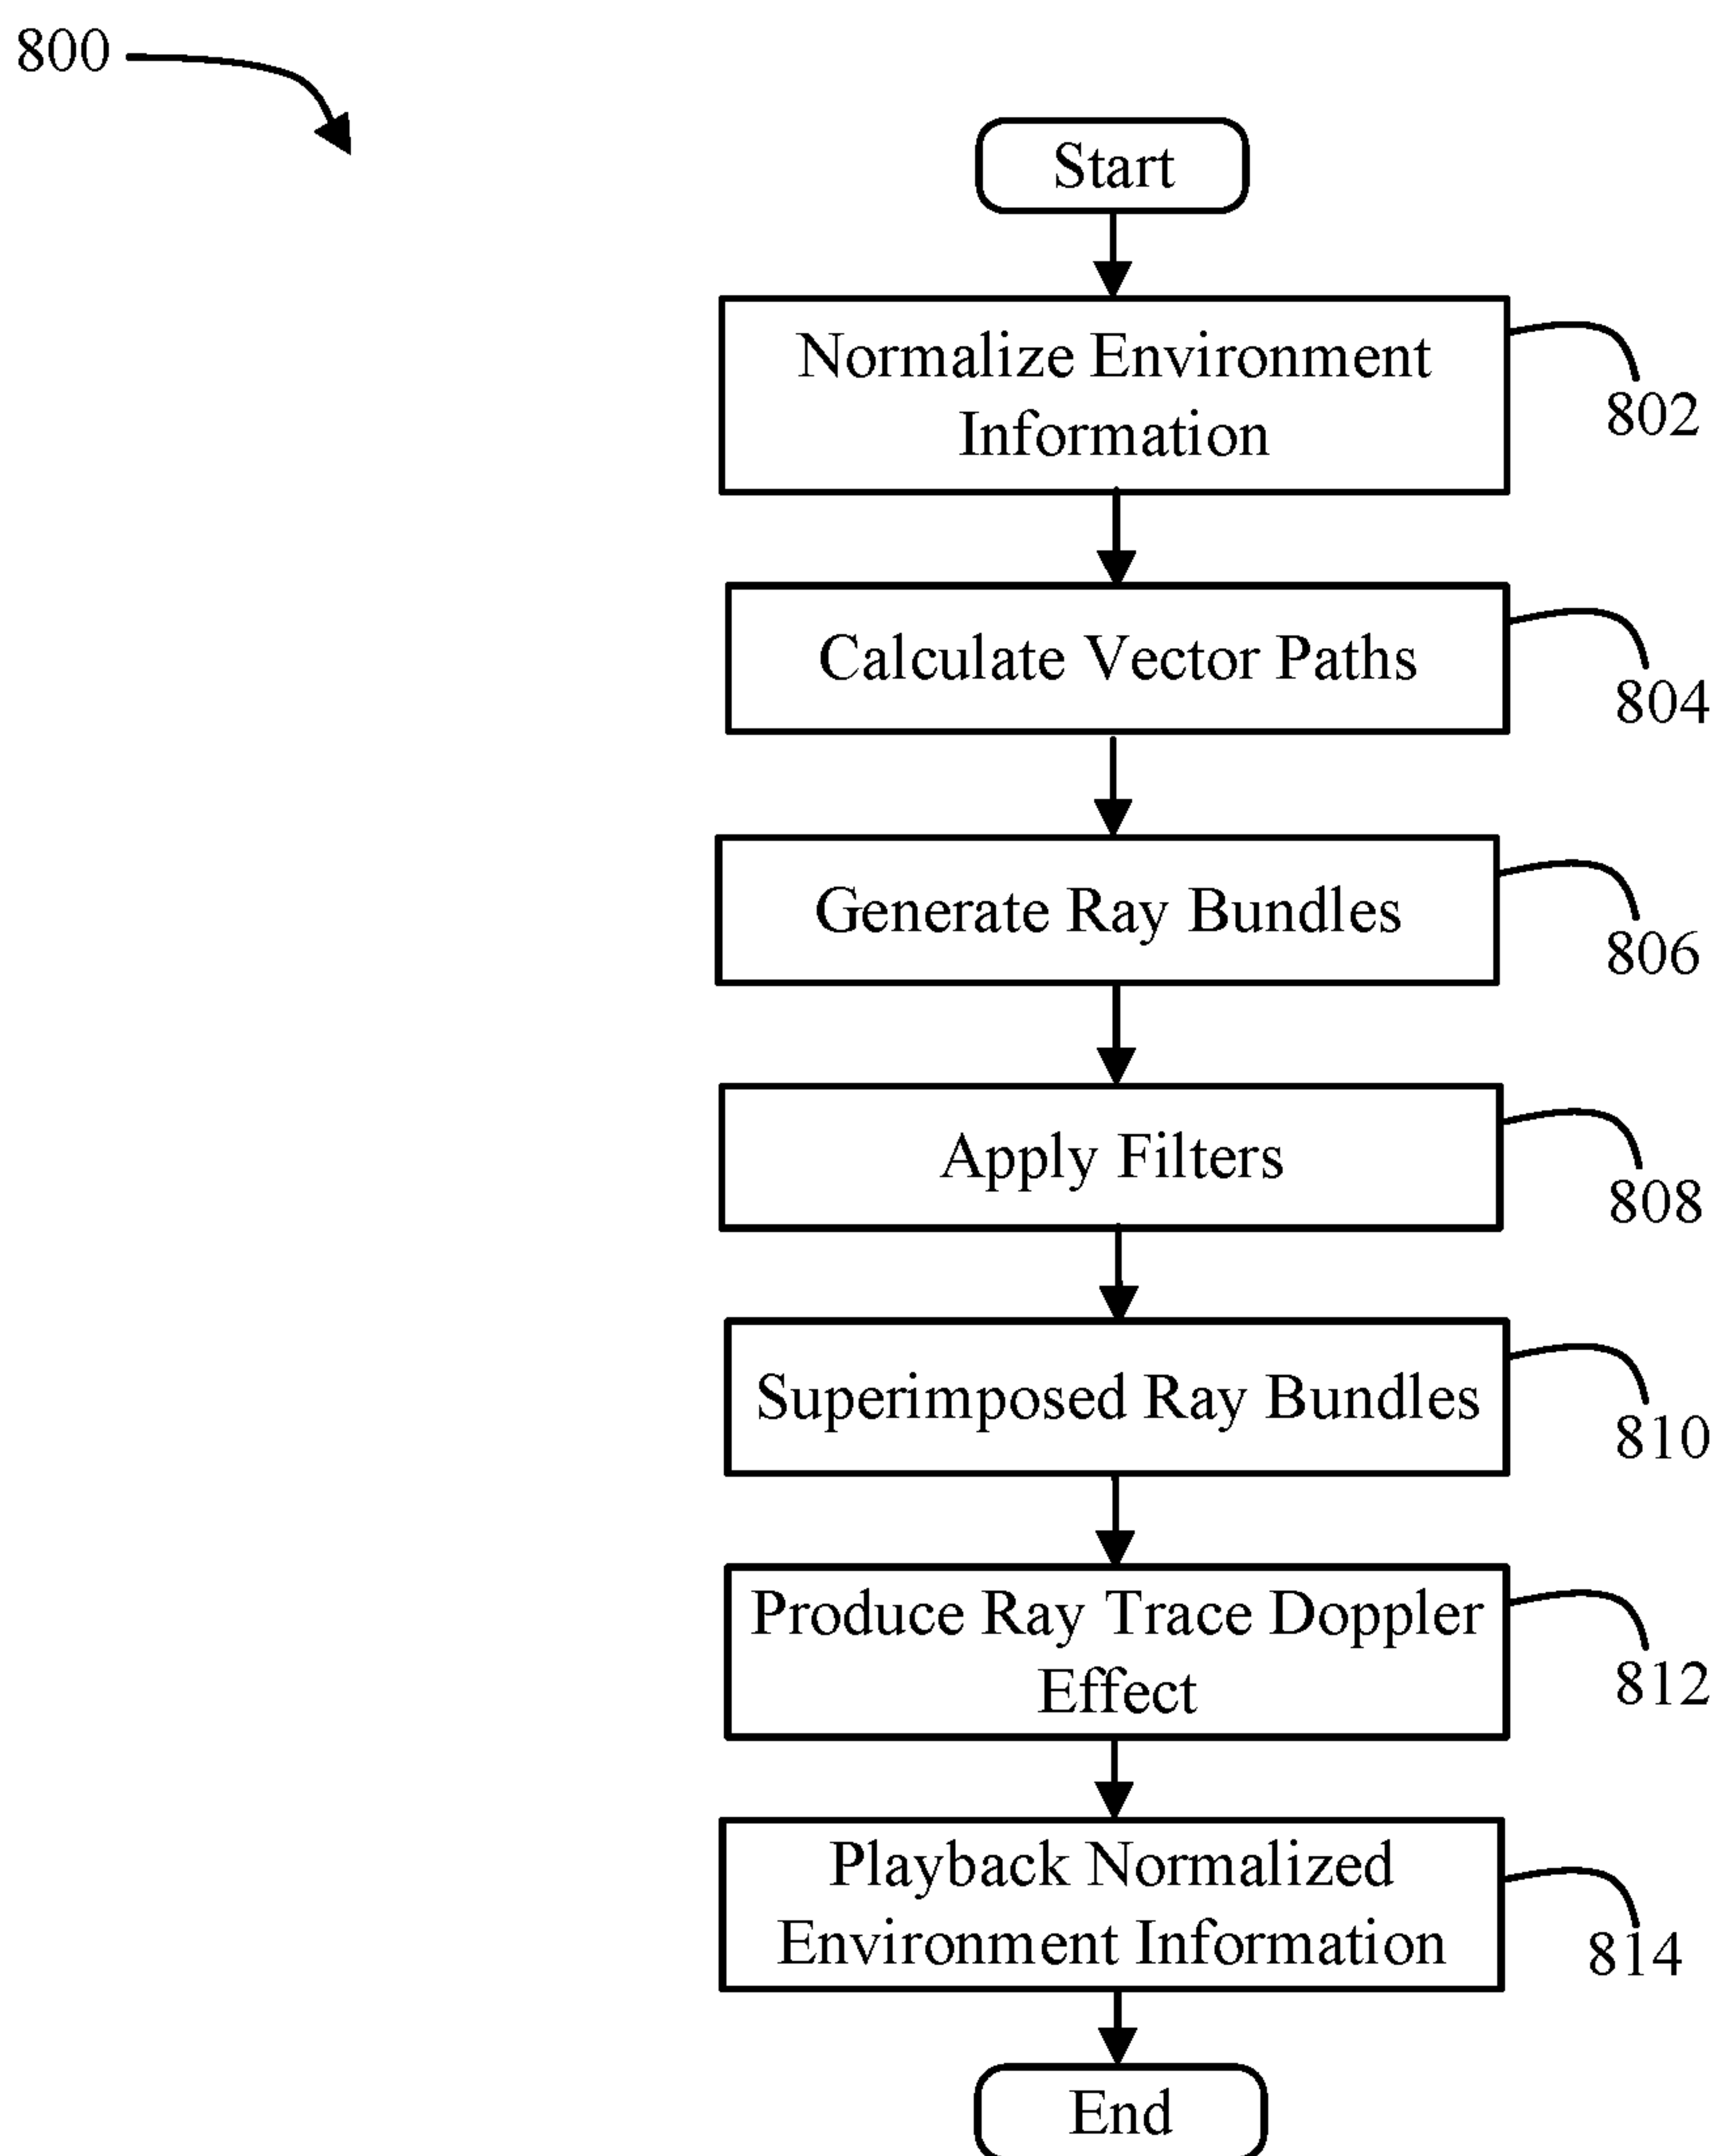 800
Start
Normalize Environment
Information
802
Calculate Vector Paths
804
Generate Ray Bundles
806
Apply Filters
808
Superimposed Ray Bundles
810
Produce Ray Trace Doppler
Effect
812
Playback Normalized
Environment Information
814
End